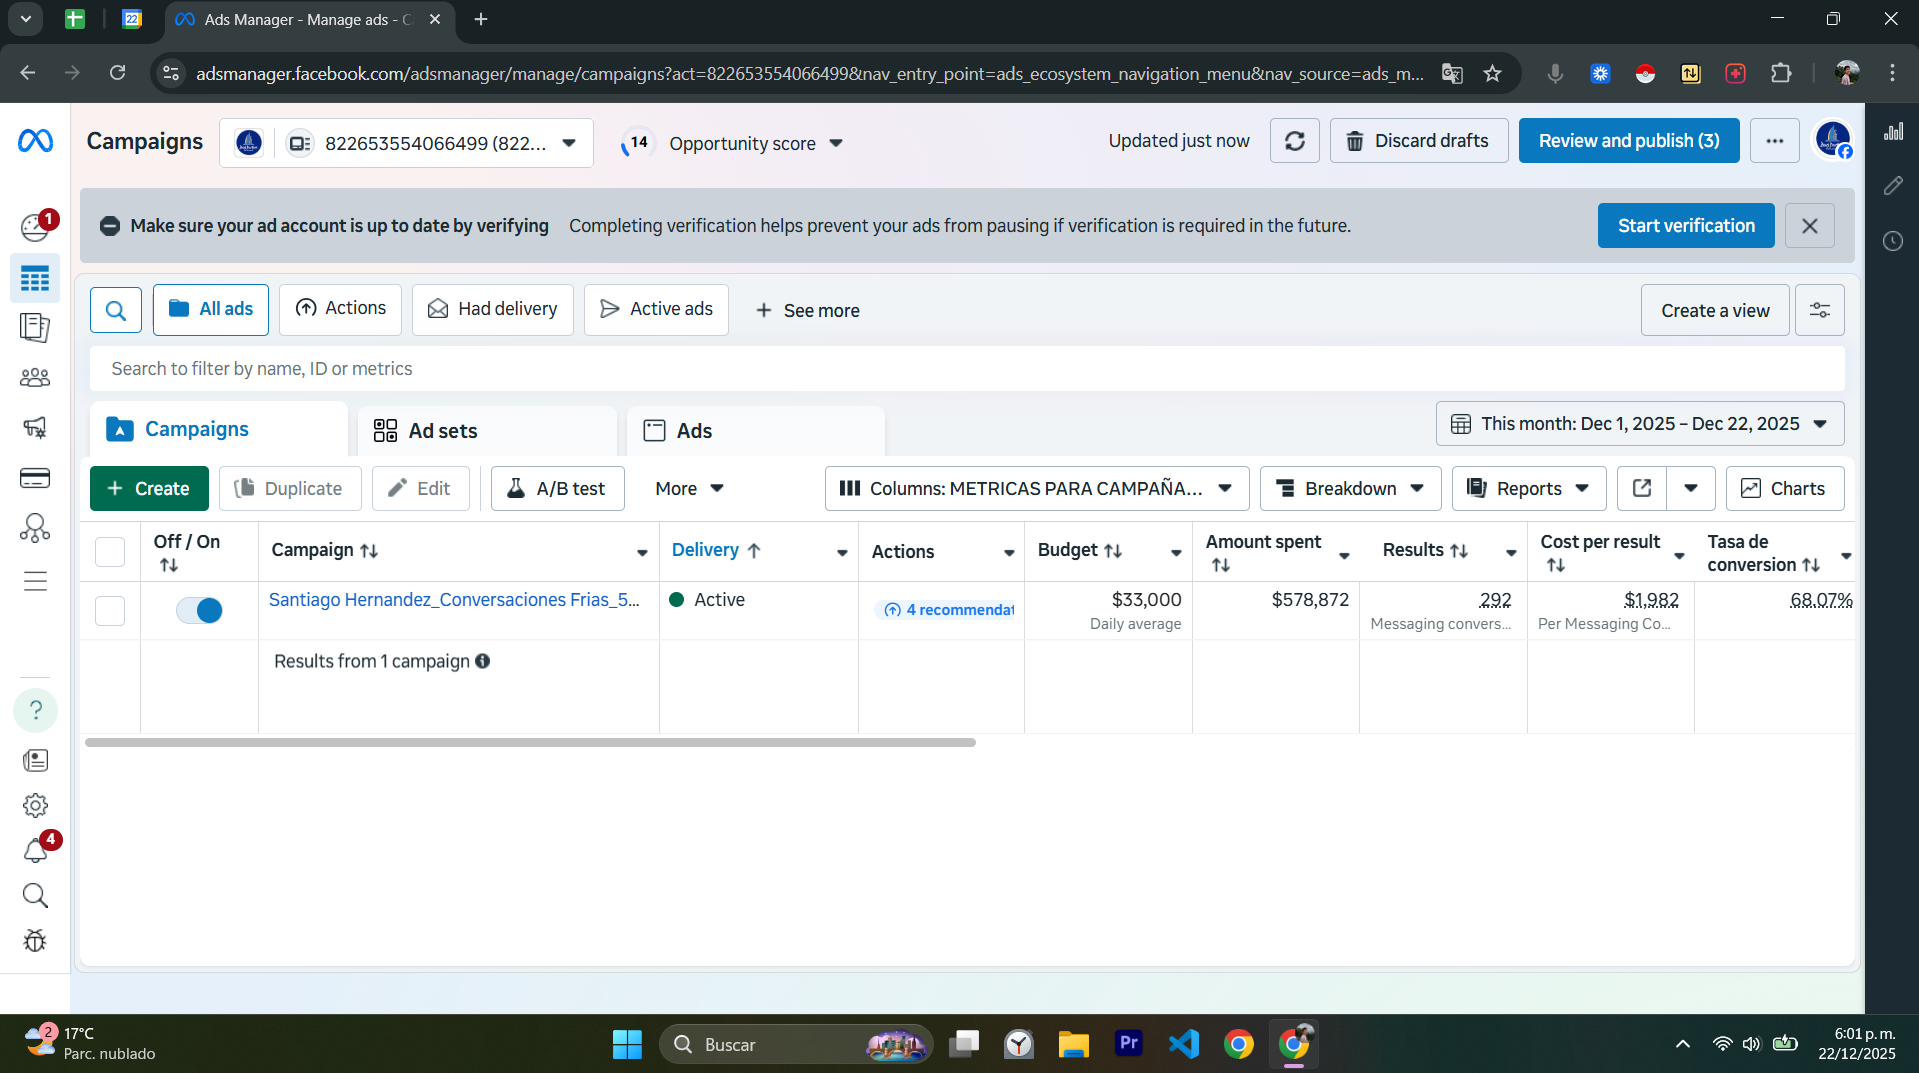 22
Ads Manager - Manage ads - C
adsmanager.facebook.com/adsmanager/manage/campaigns?act=822653554066499&nav_entry_point=ads_ecosystem_navigation_menu&nav_source=ads_m...
Campaigns
822653554066499 (822...
14
Opportunity score
Updated just now
Discard drafts
Review and publish (3)
1
Make sure your ad account is up to date by verifying
Completing verification helps prevent your ads from pausing if verification is required in the future.
Start verification
All ads
Actions
Had delivery
Active ads
See more
Create a view
Search to filter by name, ID or metrics
Campaigns
Ad sets
Ads
This month: Dec 1, 2025 – Dec 22, 2025
Create
Duplicate
Edit
A/B test
More
Columns: METRICAS PARA CAMPAÑA...
Breakdown
Reports
Charts
Off / On
Campaign
Delivery
Actions
Budget
Amount spent
Results
Cost per result
Tasa de conversion
Santiago Hernandez_Conversaciones Frias_5...
Active
4 recommendat
$33,000
Daily average
$578,872
292
Messaging convers...
$1,982
Per Messaging Co...
68.07%
Results from 1 campaign
?
4
2
17°C
Parc. nublado
Buscar
Pr
6:01 p. m.
22/12/2025